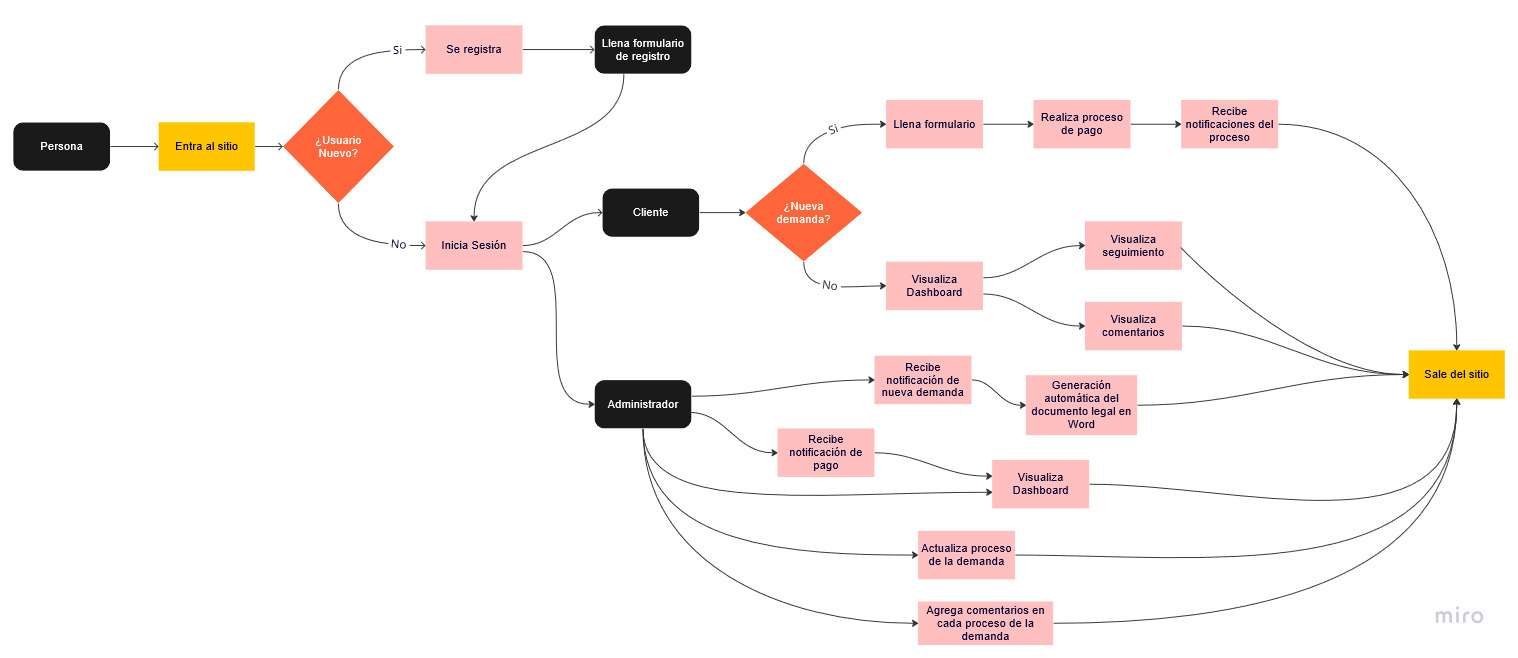 Persona
Entra al sitio
¿Usuario
Nuevo?
Si
Se registra
Llena formulario
de registro
No
Inicia Sesión
Cliente
¿Nueva
demanda?
Si
Llena formulario
Realiza proceso
de pago
Recibe
notificaciones del
proceso
No
Visualiza
Dashboard
Visualiza
seguimiento
Visualiza
comentarios
Administrador
Recibe
notificación de
nueva demanda
Generación
automática del
documento legal en
Word
Recibe
notificación de
pago
Visualiza
Dashboard
Actualiza proceso
de la demanda
Agrega comentarios en
cada proceso de la
demanda
Sale del sitio
miro